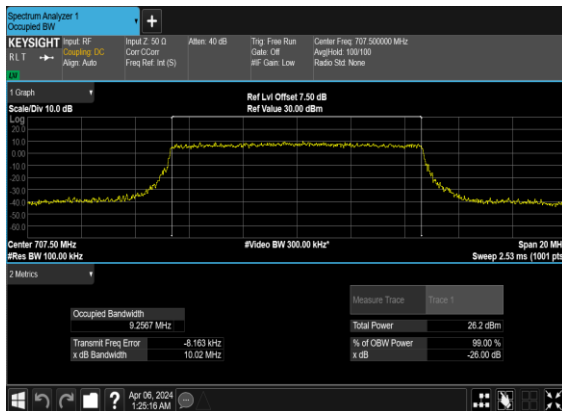 Spectrum Analyzer 1
Occupied BW
+
KEYSIGHT Input: RF Input Z: 50 Ω Atten: 40 dB Trig: Free Run Center Freq: 707.500000 MHz
RLT Coupling: DC Corr CCorr Gate: Off Avg|Hold: 100/100
Align: Auto Freq Ref: Int (S) #IF Gain: Low Radio Std: None
1 Graph
Ref Lvl Offset 7.50 dB
Scale/Div 10.0 dB Ref Value 30.00 dBm
Log
20.0
10.0
0.00
-10.0
-20.0
-30.0
-40.0
-50.0
-60.0
Center 707.50 MHz #Video BW 300.00 kHz* Span 20 MH
#Res BW 100.00 kHz Sweep 2.53 ms (1001 pts
2 Metrics
Measure Trace Trace 1
Occupied Bandwidth
9.2567 MHz Total Power 26.2 dBm
Transmit Freq Error -8.163 kHz % of OBW Power 99.00 %
x dB Bandwidth 10.02 MHz x dB -26.00 dB
? Apr 06, 2024
1:25:16 AM